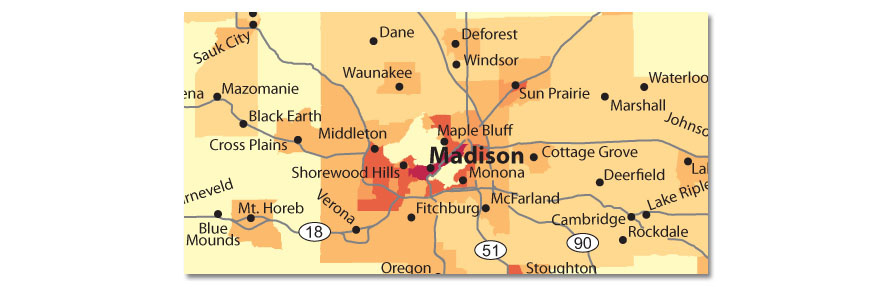 Dane
Deforest
Sauk City
Windsor
Waunakee
Waterloo
Mazomanie
ena
Sun Prairie
Marshall
Black Earth
Johnso
Middleton
Maple Bluff
Cross Plains
Madison
Cottage Grove
Shorewood Hills
Monona
Lak
Deerfield
rneveld
Verona
McFarland
Lake Riple
Mt. Horeb
Fitchburg
Cambridge
Blue
Mounds
18
Rockdale
51
90
Oregon
Stoughton